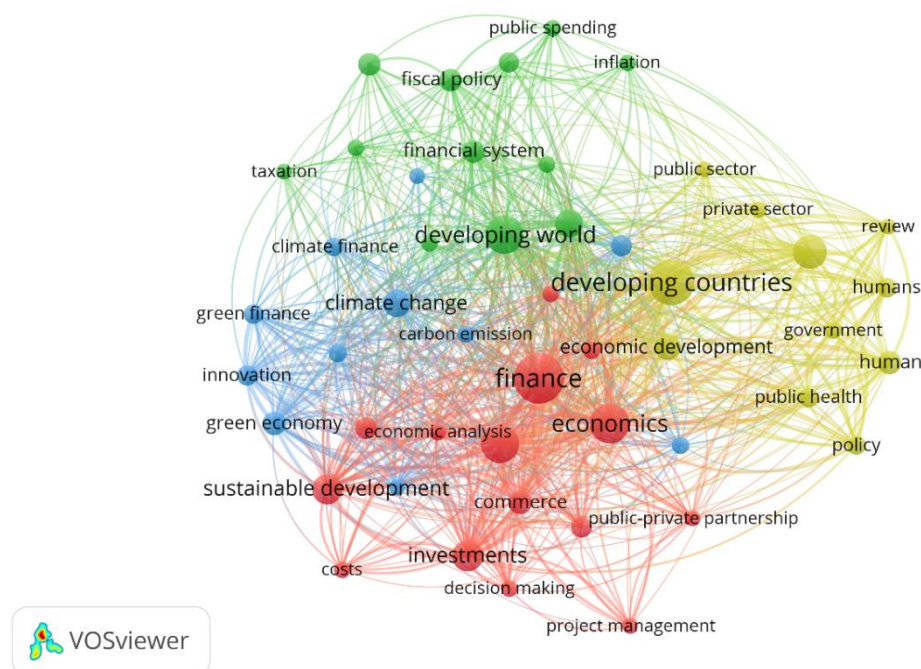 public spending
inflation
fiscal policy
financial system
taxation
public sector
private sector
review
developing world
climate finance
developing countries
humans
climate change
green finance
carbon emission
government
economic development
human
innovation
finance
public health
green economy
economic analysis
economics
policy
sustainable development
commerce
public-private partnership
investments
costs
decision making
project management
VOSviewer